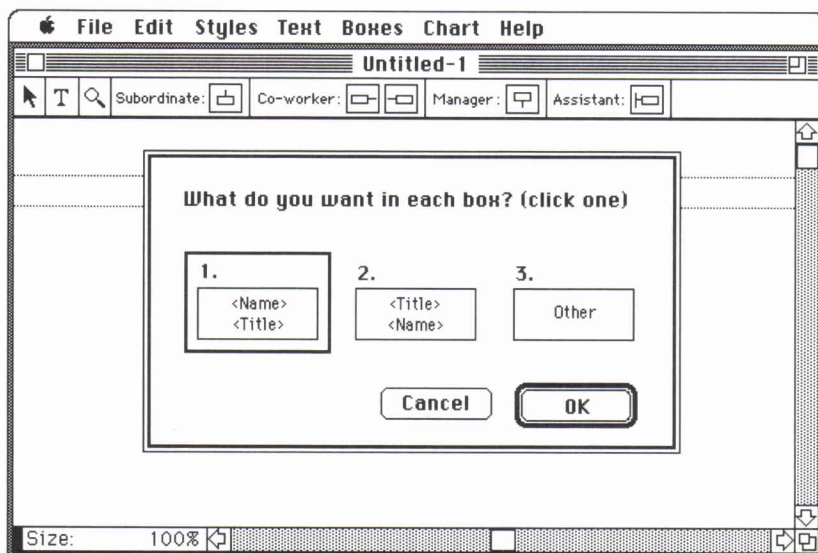 File Edit Styles Text Boxes Chart Help
Untitled-1
T Subordinate: Co-worker: Manager: Assistant:
What do you want in each box? (click one)
1. 2. 3.
<Name> <Title> Other
<Title> <Name>
Cancel OK
Size: 100%